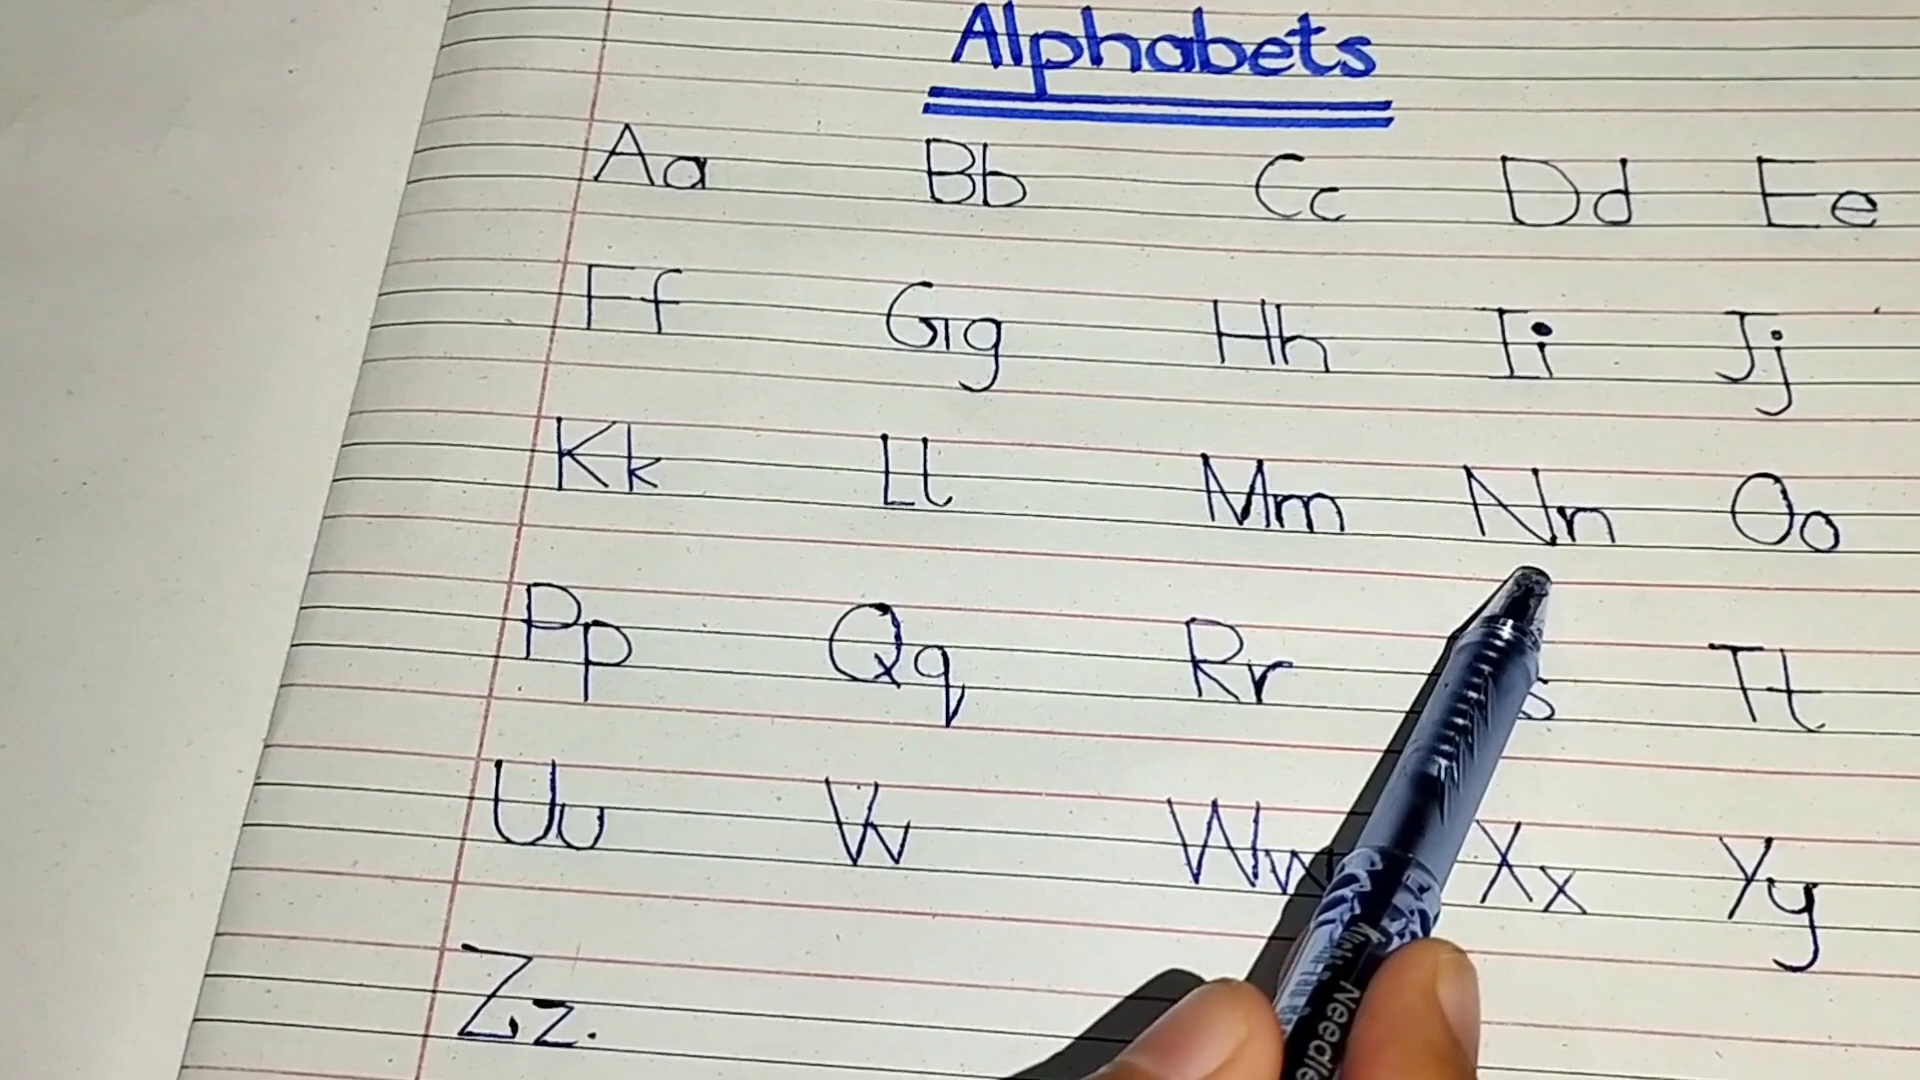 Alphabets
Aa Bb Cc Dd Ee
Ff Gg Hh Ii Jj
Kk Ll Mm Nn Oo
Pp Qq Rr s Tt
Uu Vv Ww Xx Yy
Zz.